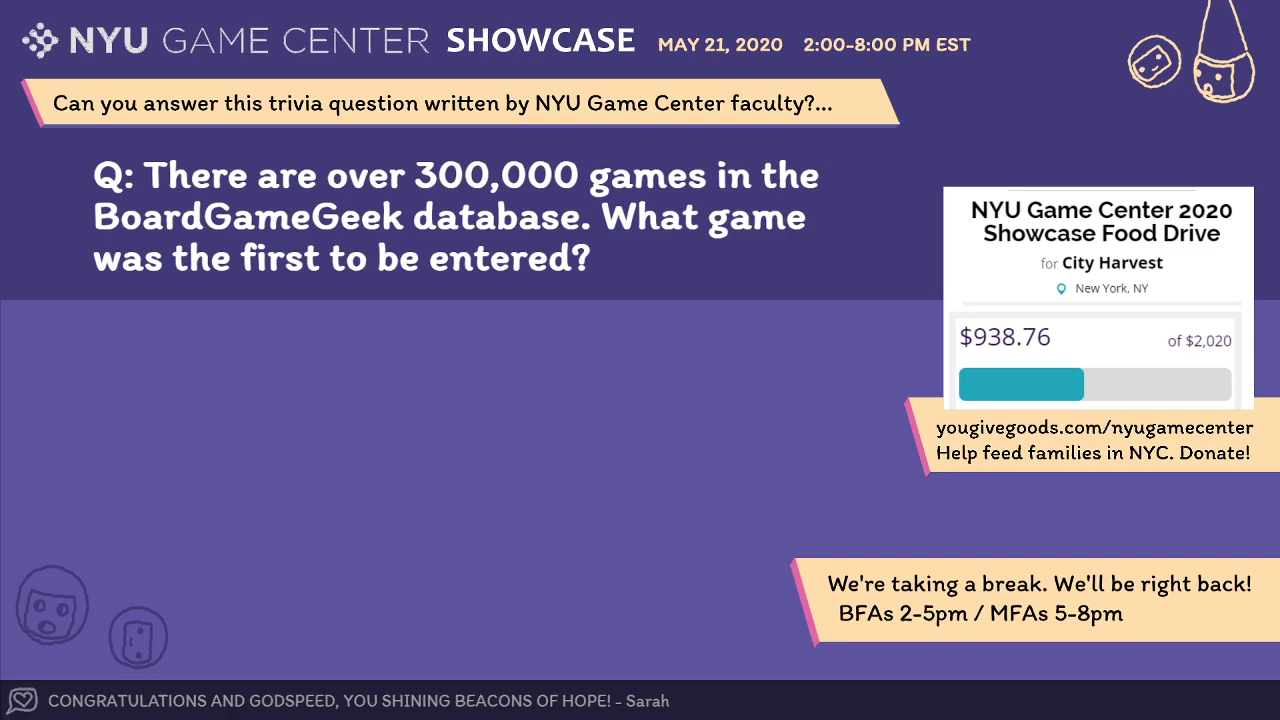 NYU GAME CENTER SHOWCASE MAY 21, 2020 2:00-8:00 PM EST
Can you answer this trivia question written by NYU Game Center faculty?...
Q: There are over 300,000 games in the
BoardGameGeek database. What game
was the first to be entered?
NYU Game Center 2020
Showcase Food Drive
for City Harvest
New York, NY
$938.76 of $2,020
yougivegoods.com/nyugamecenter
Help feed families in NYC. Donate!
We're taking a break. We'll be right back!
BFAs 2-5pm / MFAs 5-8pm
CONGRATULATIONS AND GODSPEED, YOU SHINING BEACONS OF HOPE! - Sarah